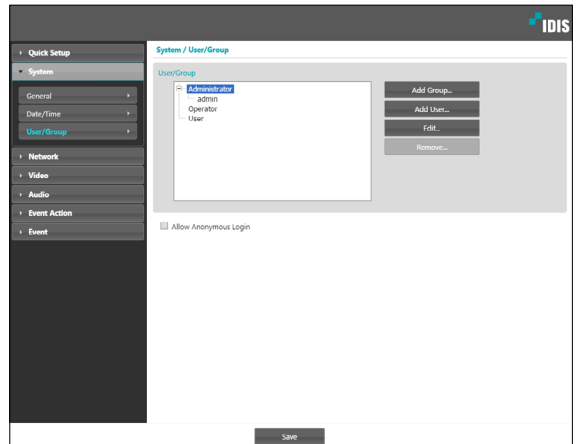 IDIS
Quick Setup
System
General
Date/Time
User/Group
Network
Video
Audio
Event Action
Event
System / User/Group
User/Group
Administrator
admin
Operator
User
Add Group...
Add User...
Edit...
Remove...
Allow Anonymous Login
Save